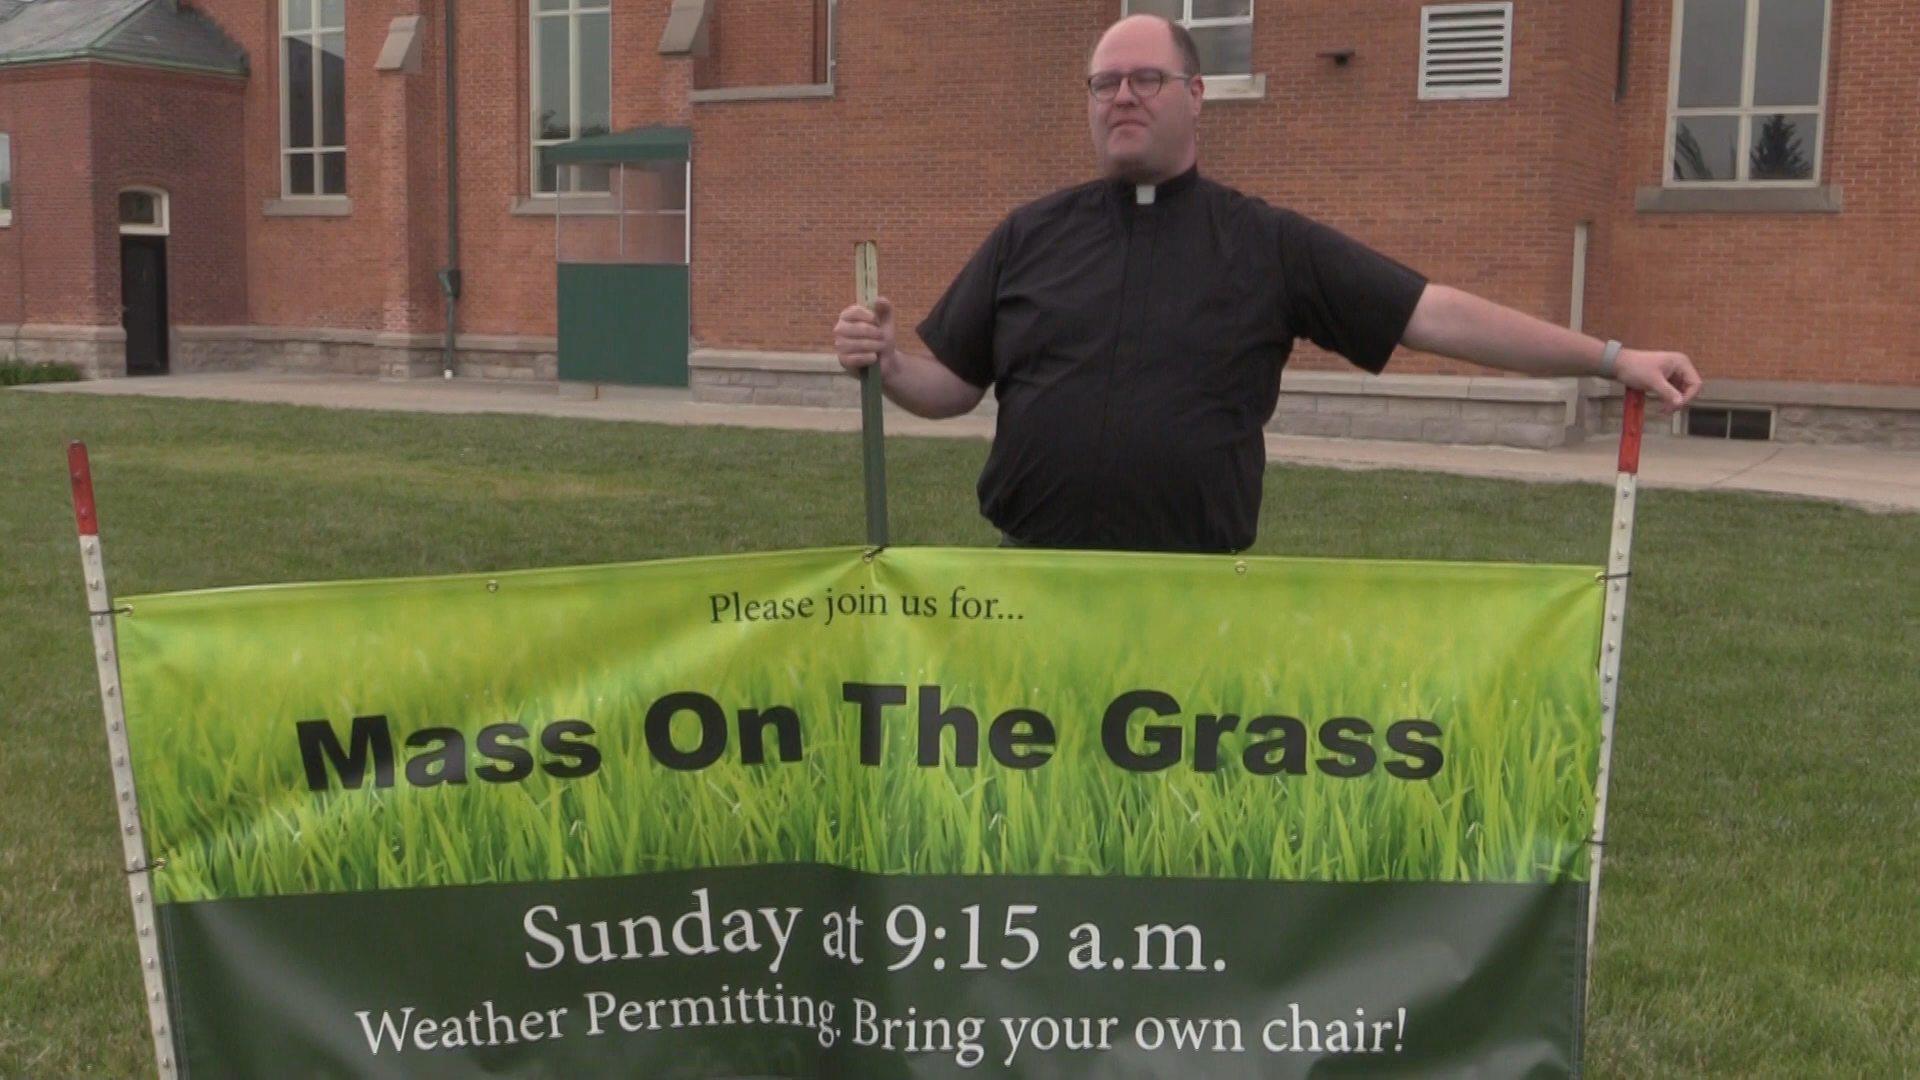 Please join us for...
Mass On The Grass
Sunday at 9:15 a.m.
Weather Permitting. Bring your own chair!